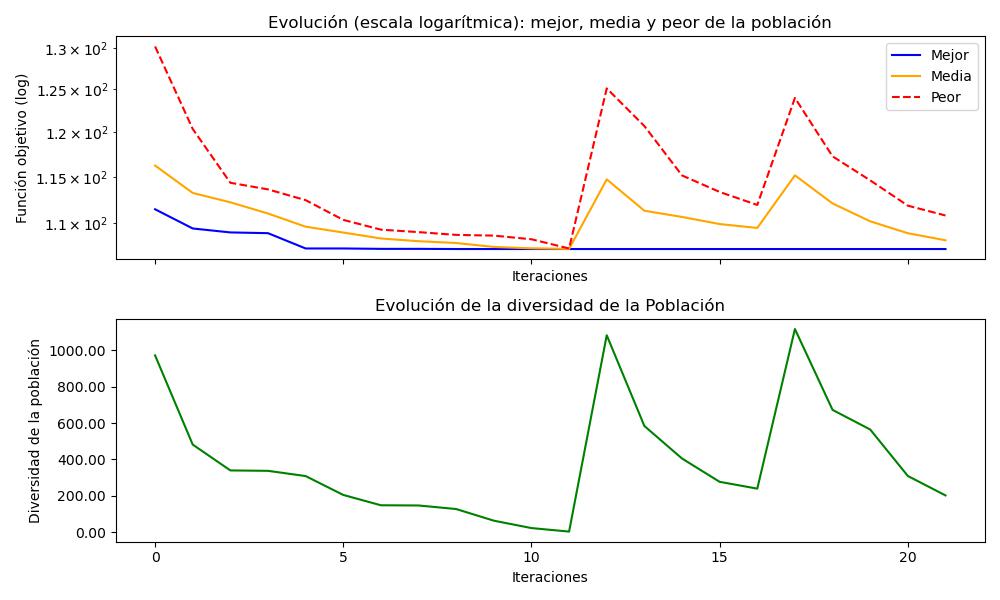 Evolución (escala logarítmica): mejor, media y peor de la población
Función objetivo (log)
1.3 × 10²
1.25 × 10²
1.2 × 10²
1.15 × 10²
1.1 × 10²
Mejor
Media
Peor
Iteraciones
Evolución de la diversidad de la Población
Diversidad de la población
1000.00
800.00
600.00
400.00
200.00
0.00
0 5 10 15 20
Iteraciones